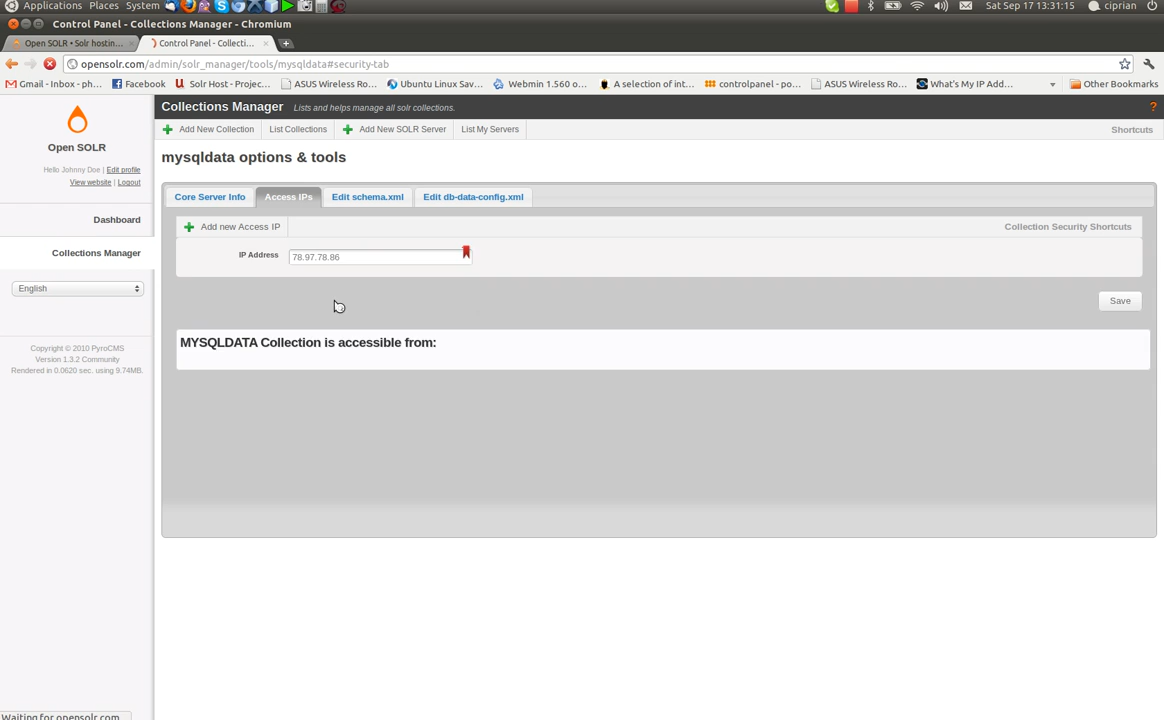 Applications Places System Sat Sep 17 13:31:15 ciprian
Control Panel - Collections Manager - Chromium
Open SOLR • Solr hostin... Control Panel - Collecti...
opensolr.com/admin/solr_manager/tools/mysqldata#security-tab
Gmail - Inbox - ph... Facebook Solr Host - Projec... ASUS Wireless Ro... Ubuntu Linux Sav... Webmin 1.560 o... A selection of int... controlpanel - po... ASUS Wireless Ro... What's My IP Add... Other Bookmarks
Collections Manager Lists and helps manage all solr collections. ?
Add New Collection List Collections Add New SOLR Server List My Servers Shortcuts
Open SOLR
Hello Johnny Doe | Edit profile
View website | Logout
Dashboard
Collections Manager
English
Copyright © 2010 PyroCMS
Version 1.3.2 Community
Rendered in 0.0620 sec. using 9.74MB.
mysqldata options & tools
Core Server Info Access IPs Edit schema.xml Edit db-data-config.xml
Add new Access IP Collection Security Shortcuts
IP Address 78.97.78.86
Save
MYSQLDATA Collection is accessible from:
Waiting for opensolr.com